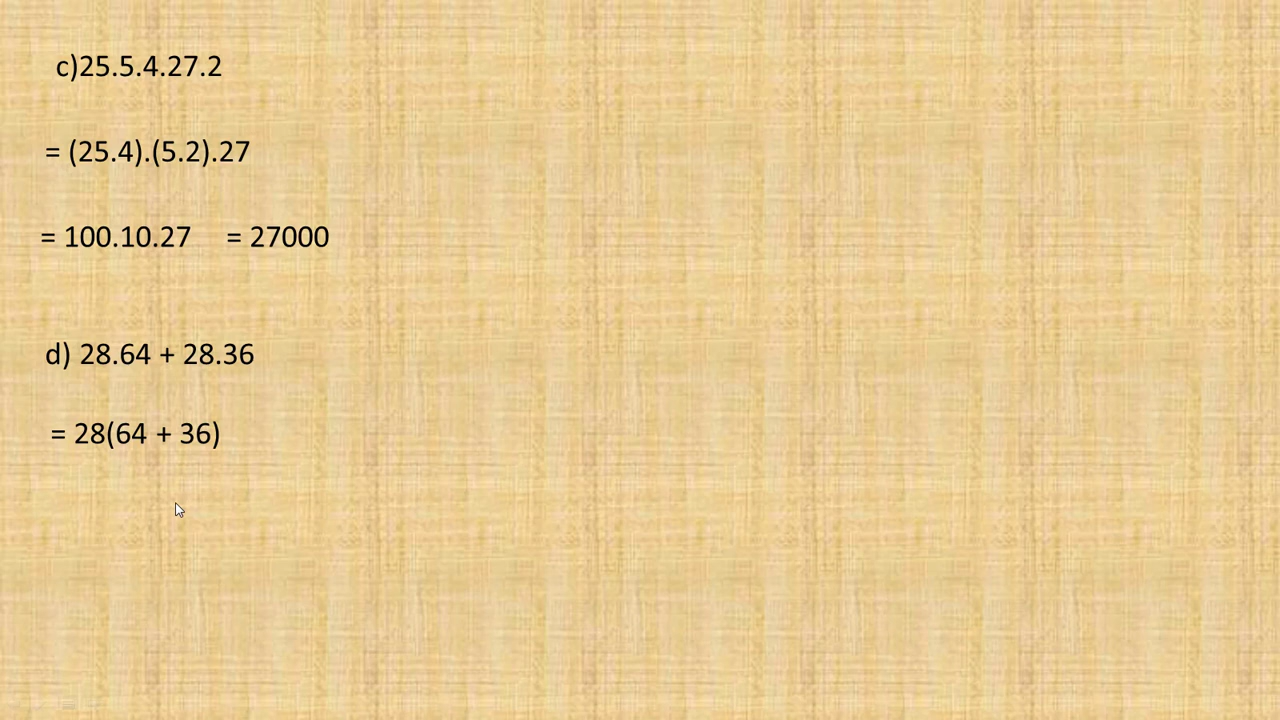 c)25.5.4.27.2
= (25.4).(5.2).27
= 100.10.27 = 27000
d) 28.64 + 28.36
= 28(64 + 36)